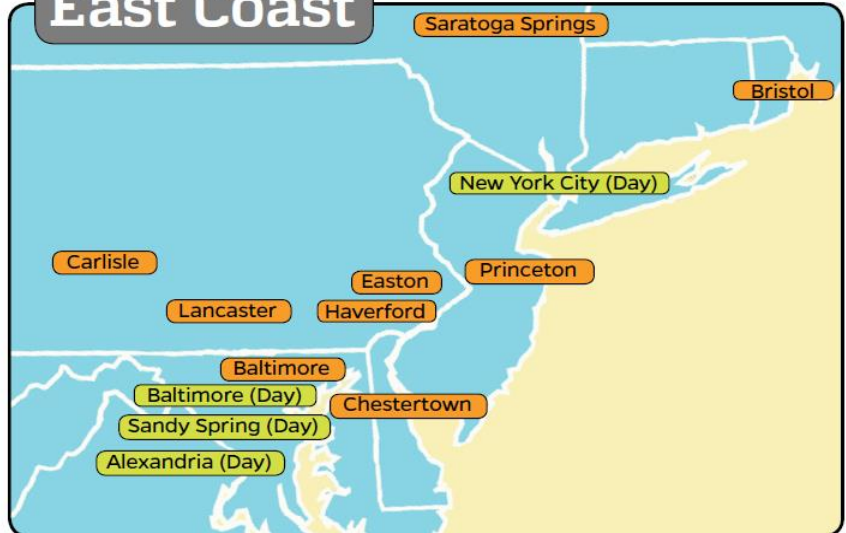 East Coast
Saratoga Springs
Bristol
New York City (Day)
Carlisle
Easton
Princeton
Lancaster
Haverford
Baltimore
Baltimore (Day)
Chestertown
Sandy Spring (Day)
Alexandria (Day)